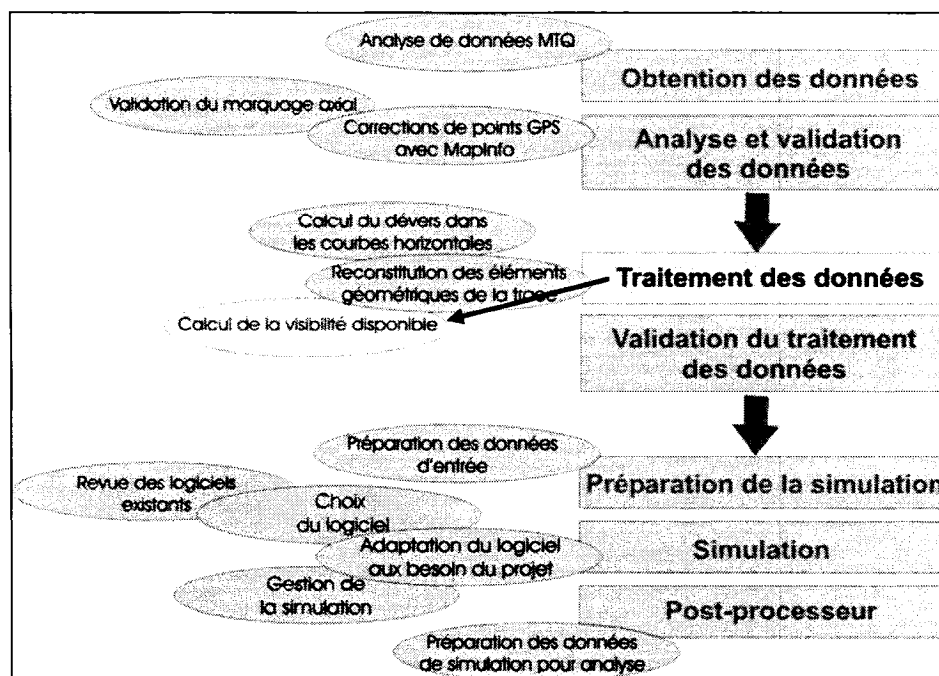 Analyse de données MTQ
Obtention des données
Validation du marquage axial
Corrections de points GPS
avec MapInfo
Analyse et validation
des données
Calcul du dévers dans
les courbes horizontales
Reconstitution des éléments
géométriques de la trace
Traitement des données
Calcul de la visibilité disponible
Validation du traitement
des données
Préparation des données
d'entrée
Revue des logiciels
existants
Préparation de la simulation
Choix
du logiciel
Adaptation du logiciel
aux besoin du projet
Simulation
Gestion de
la simulation
Post-processeur
Préparation des données
de simulation pour analyse